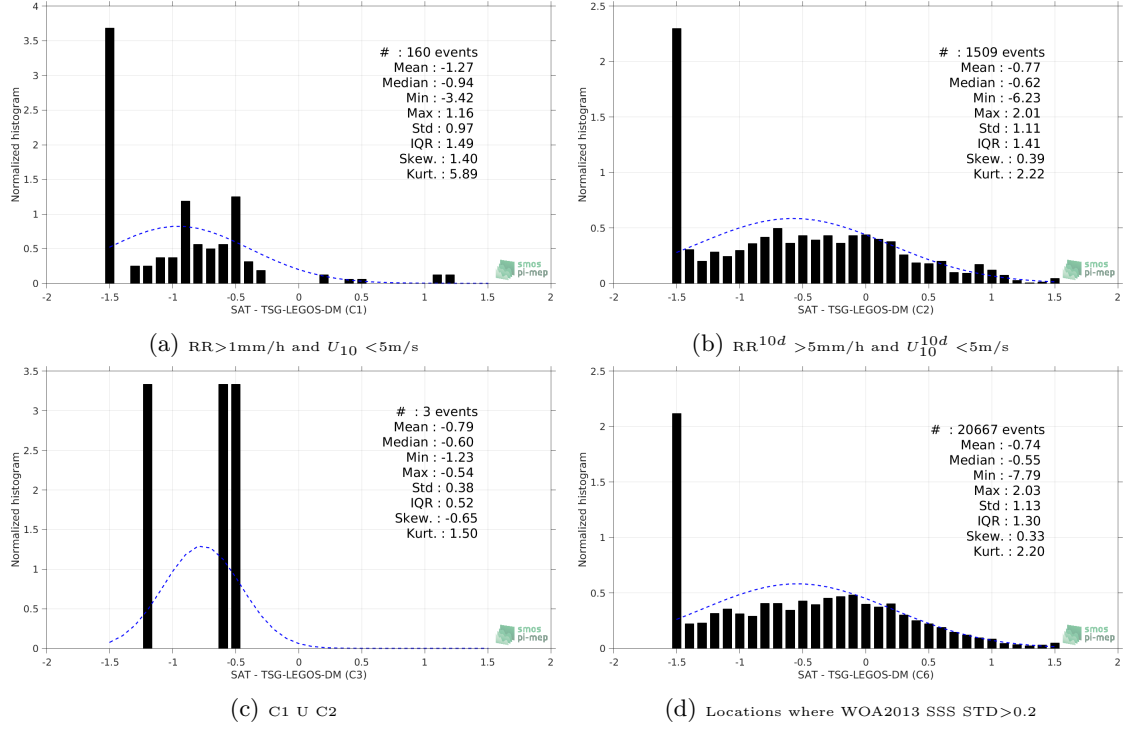 4
3.5
3
2.5
2
1.5
1
0.5
0
Normalized histogram
# : 160 events
Mean : -1.27
Median : -0.94
Min : -3.42
Max : 1.16
Std : 0.97
IQR : 1.49
Skew. : 1.40
Kurt. : 5.89
smos
pi-mep
-2 -1.5 -1 -0.5 0 0.5 1 1.5 2
SAT - TSG-LEGOS-DM (C1)
(a) RR>1mm/h and U10 <5m/s
2.5
2
1.5
1
0.5
0
Normalized histogram
# : 1509 events
Mean : -0.77
Median : -0.62
Min : -6.23
Max : 2.01
Std : 1.11
IQR : 1.41
Skew. : 0.39
Kurt. : 2.22
smos
pi-mep
-2 -1.5 -1 -0.5 0 0.5 1 1.5 2
SAT - TSG-LEGOS-DM (C2)
(b) RR^10d >5mm/h and U10^10d <5m/s
3.5
3
2.5
2
1.5
1
0.5
0
Normalized histogram
# : 3 events
Mean : -0.79
Median : -0.60
Min : -1.23
Max : -0.54
Std : 0.38
IQR : 0.52
Skew. : -0.65
Kurt. : 1.50
smos
pi-mep
-2 -1.5 -1 -0.5 0 0.5 1 1.5 2
SAT - TSG-LEGOS-DM (C3)
(c) C1 U C2
2.5
2
1.5
1
0.5
0
Normalized histogram
# : 20667 events
Mean : -0.74
Median : -0.55
Min : -7.79
Max : 2.03
Std : 1.13
IQR : 1.30
Skew. : 0.33
Kurt. : 2.20
smos
pi-mep
-2 -1.5 -1 -0.5 0 0.5 1 1.5 2
SAT - TSG-LEGOS-DM (C6)
(d) Locations where WOA2013 SSS STD>0.2